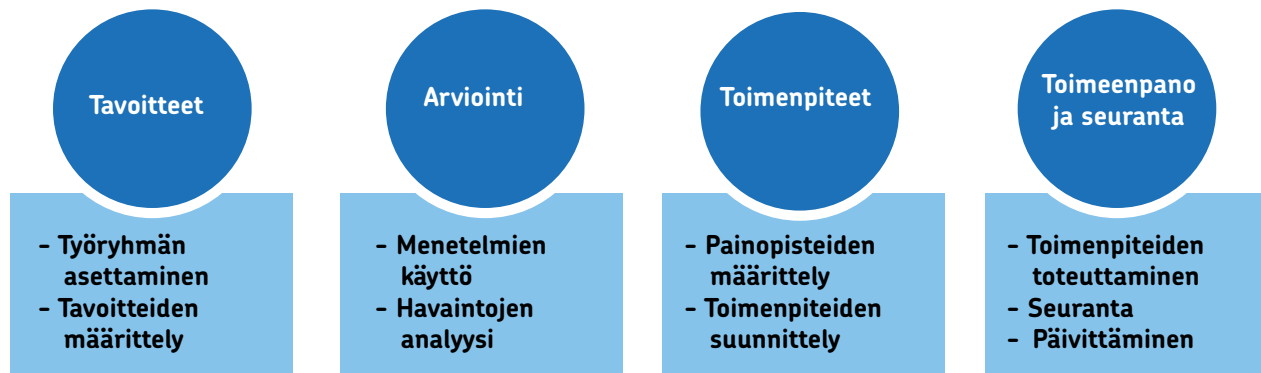 Tavoitteet
- Työryhmän
asettaminen
- Tavoitteiden
määrittely
Arviointi
- Menetelmien
käyttö
- Havaintojen
analyysi
Toimenpiteet
- Painopisteiden
määrittely
- Toimenpiteiden
suunnittely
Toimeenpano
ja seuranta
- Toimenpiteiden
toteuttaminen
- Seuranta
- Päivittäminen